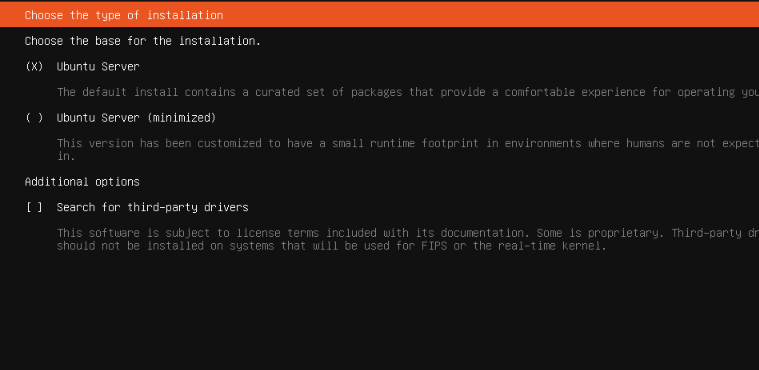 Choose the type of installation
Choose the base for the installation.
(X) Ubuntu Server
The default install contains a curated set of packages that provide a comfortable experience for operating
( ) Ubuntu Server (minimized)
This version has been customized to have a small runtime footprint in environments where humans are not
in.
Additional options
[ ] Search for third-party drivers
This software is subject to license terms included with its documentation. Some is proprietary. Third-party
should not be installed on systems that will be used for FIPS or the real-time kernel.